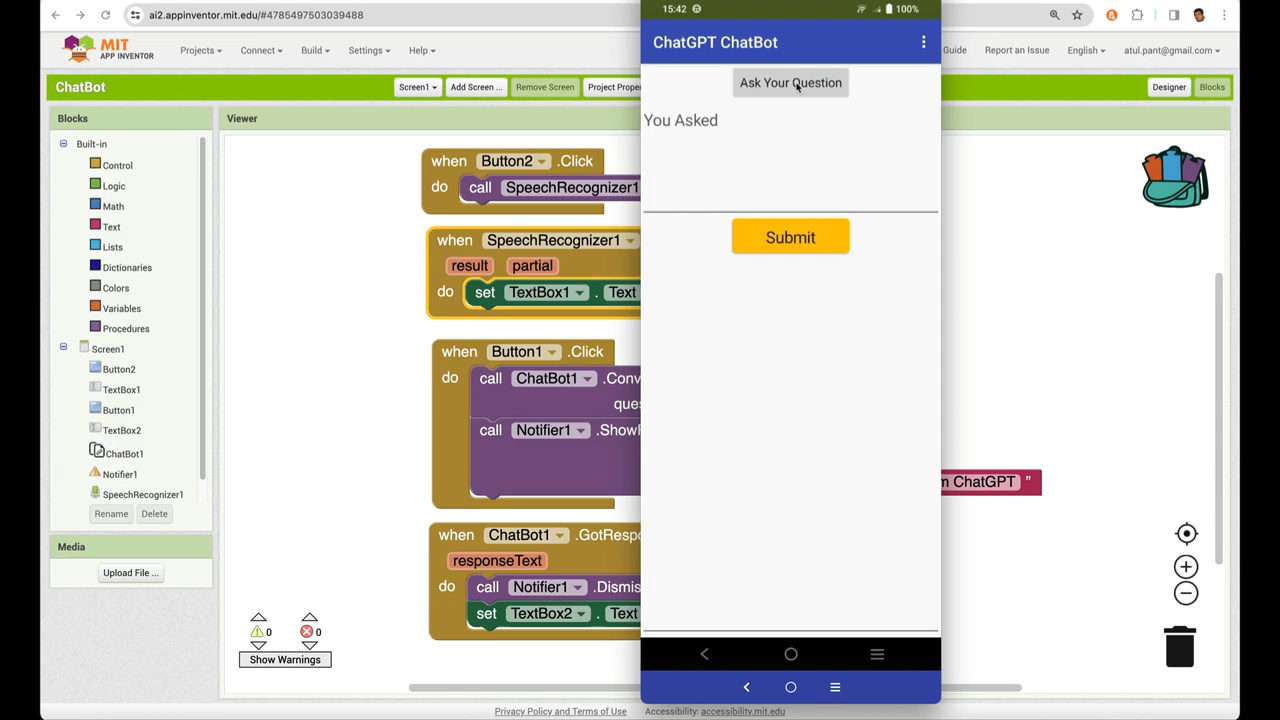 ai2.appinventor.mit.edu/#4785497503039488
15:42
100%
MIT
APP INVENTOR
Projects
Connect
Build
Settings
Help
Guide
Report an Issue
English
atul.pant@gmail.com
ChatGPT ChatBot
ChatBot
Screen1
Add Screen ...
Remove Screen
Project Proper
Designer
Blocks
Blocks
Viewer
Built-in
Control
Logic
Math
Text
Lists
Dictionaries
Colors
Variables
Procedures
Screen1
Button2
TextBox1
Button1
TextBox2
ChatBot1
Notifier1
SpeechRecognizer1
Rename
Delete
Media
Upload File ...
when Button2 .Click
do call SpeechRecognizer1
when SpeechRecognizer1
result partial
do set TextBox1 . Text
when Button1 .Click
do call ChatBot1 .Conv
ques
call Notifier1 .ShowP
when ChatBot1 .GotRespo
responseText
do call Notifier1 .Dismis
set TextBox2 . Text
0 0
Show Warnings
Ask Your Question
You Asked
Submit
m ChatGPT ”
Privacy Policy and Terms of Use
Accessibility: accessibility.mit.edu